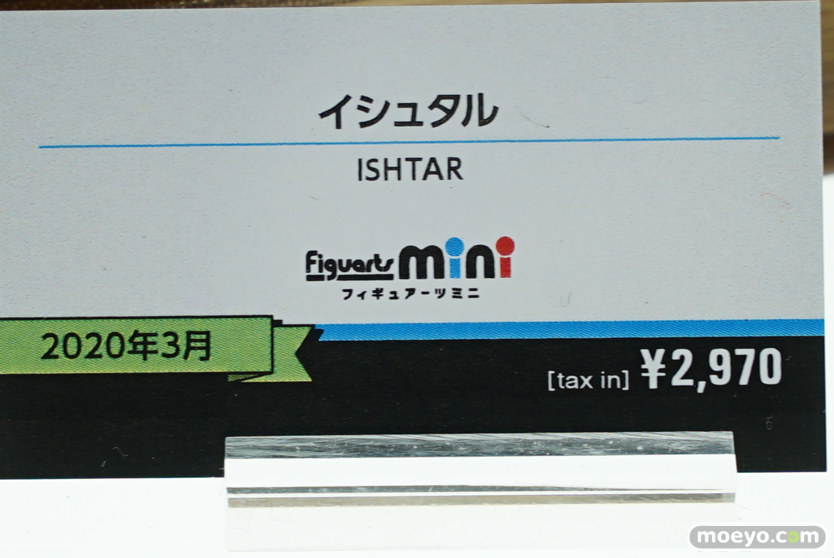 イシュタル
ISHTAR
Figuarts mini
フィギュアーツミニ
2020年3月
[tax in] ¥2,970
moeyo.com